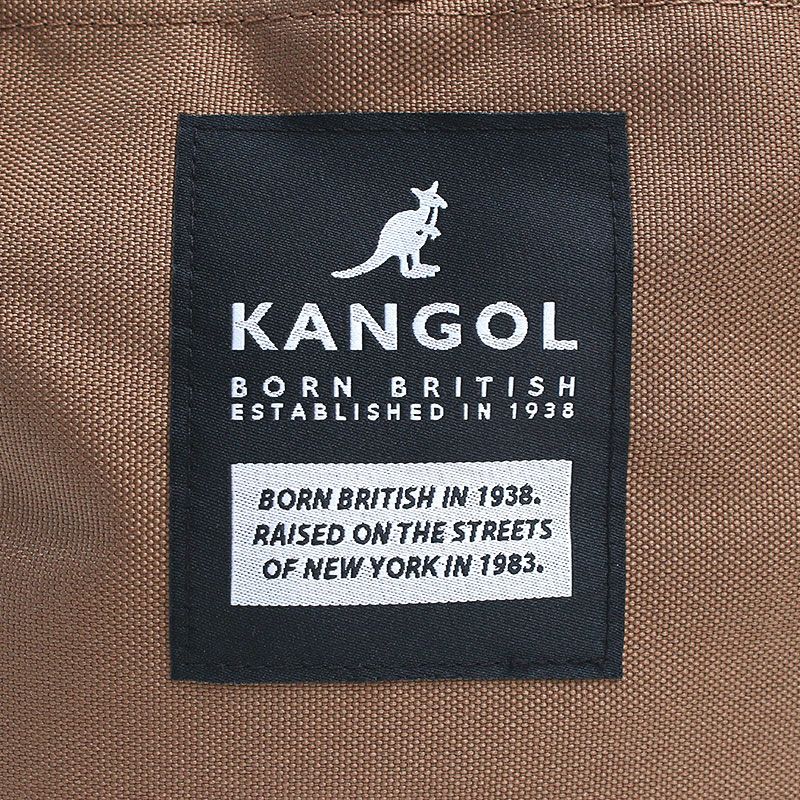 KANGOL
BORN BRITISH
ESTABLISHED IN 1938
BORN BRITISH IN 1938.
RAISED ON THE STREETS
OF NEW YORK IN 1983.